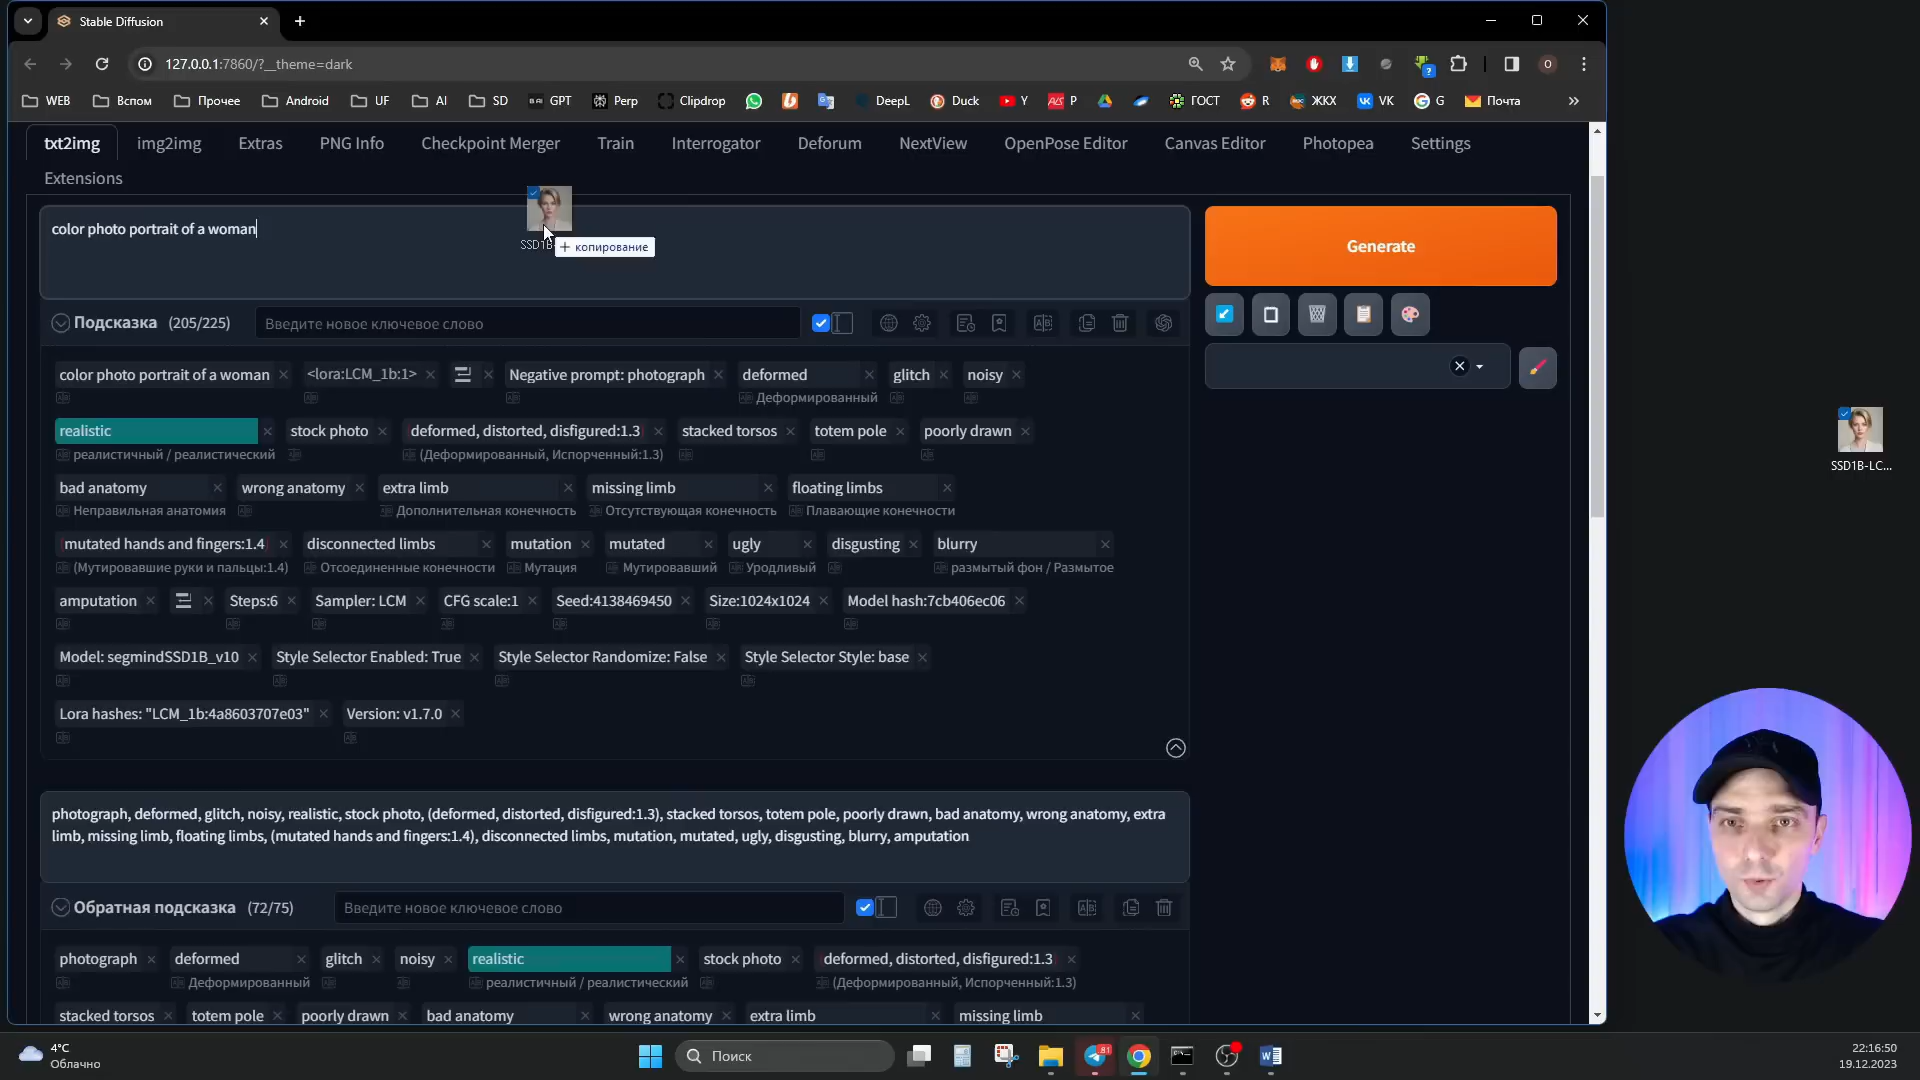 Stable Diffusion
127.0.0.1:7860/?__theme=dark
WEB Вспом Прочее Android UF AI SD GPT Perp Clipdrop DeepL Duck Y P ГОСТ R ЖКХ VK G Почта »
txt2img img2img Extras PNG Info Checkpoint Merger Train Interrogator Deforum NextView OpenPose Editor Canvas Editor Photopea Settings
Extensions
color photo portrait of a woman
SSD1B-
+ копирование
Generate
Подсказка (205/225) Введите новое ключевое слово
color photo portrait of a woman <lora:LCM_1b:1> Negative prompt: photograph deformed glitch noisy
Деформированный
realistic stock photo deformed, distorted, disfigured:1.3 stacked torsos totem pole poorly drawn
реалистичный / реалистический (Деформированный, Испорченный:1.3)
bad anatomy wrong anatomy extra limb missing limb floating limbs
Неправильная анатомия Дополнительная конечность Отсутствующая конечность Плавающие конечности
mutated hands and fingers:1.4 disconnected limbs mutation mutated ugly disgusting blurry
(Мутировавшие руки и пальцы:1.4) Отсоединенные конечности Мутация Мутировавший Уродливый размытый фон / Размытое
amputation Steps:6 Sampler: LCM CFG scale:1 Seed:4138469450 Size:1024x1024 Model hash:7cb406ec06
Model: segmindSSD1B_v10 Style Selector Enabled: True Style Selector Randomize: False Style Selector Style: base
Lora hashes: "LCM_1b:4a8603707e03" Version: v1.7.0
photograph, deformed, glitch, noisy, realistic, stock photo, (deformed, distorted, disfigured:1.3), stacked torsos, totem pole, poorly drawn, bad anatomy, wrong anatomy, extra
limb, missing limb, floating limbs, (mutated hands and fingers:1.4), disconnected limbs, mutation, mutated, ugly, disgusting, blurry, amputation
Обратная подсказка (72/75) Введите новое ключевое слово
photograph deformed glitch noisy realistic stock photo deformed, distorted, disfigured:1.3
Деформированный реалистичный / реалистический (Деформированный, Испорченный:1.3)
stacked torsos totem pole poorly drawn bad anatomy wrong anatomy extra limb missing limb
SSD1B-LC...
4°C
Облачно
Поиск
81
22:16:50
19.12.2023